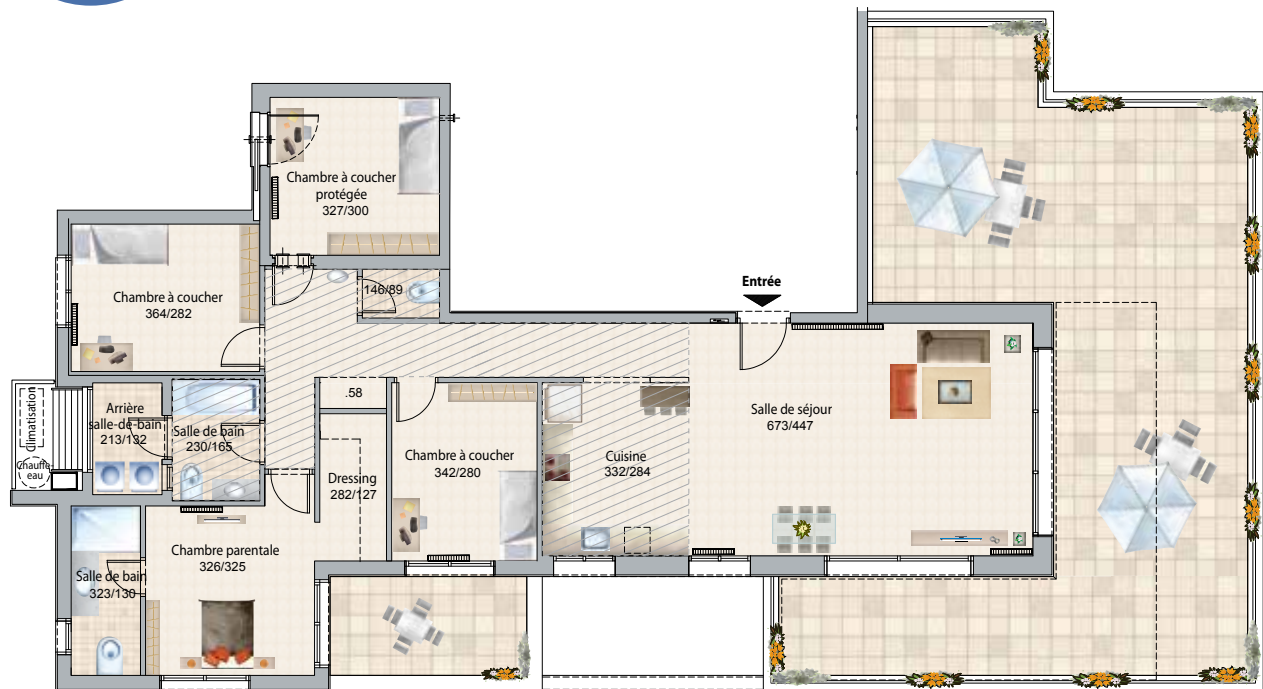 Chambre à coucher
protégée
327/300
Chambre à coucher
364/282
146/89
Entrée
climatisation
Chauffe-
eau
Arrière
salle-de-bain
213/132
Salle de bain
230/165
.58
Dressing
282/127
Chambre à coucher
342/280
Cuisine
332/284
Salle de séjour
673/447
Salle de bain
323/130
Chambre parentale
326/325